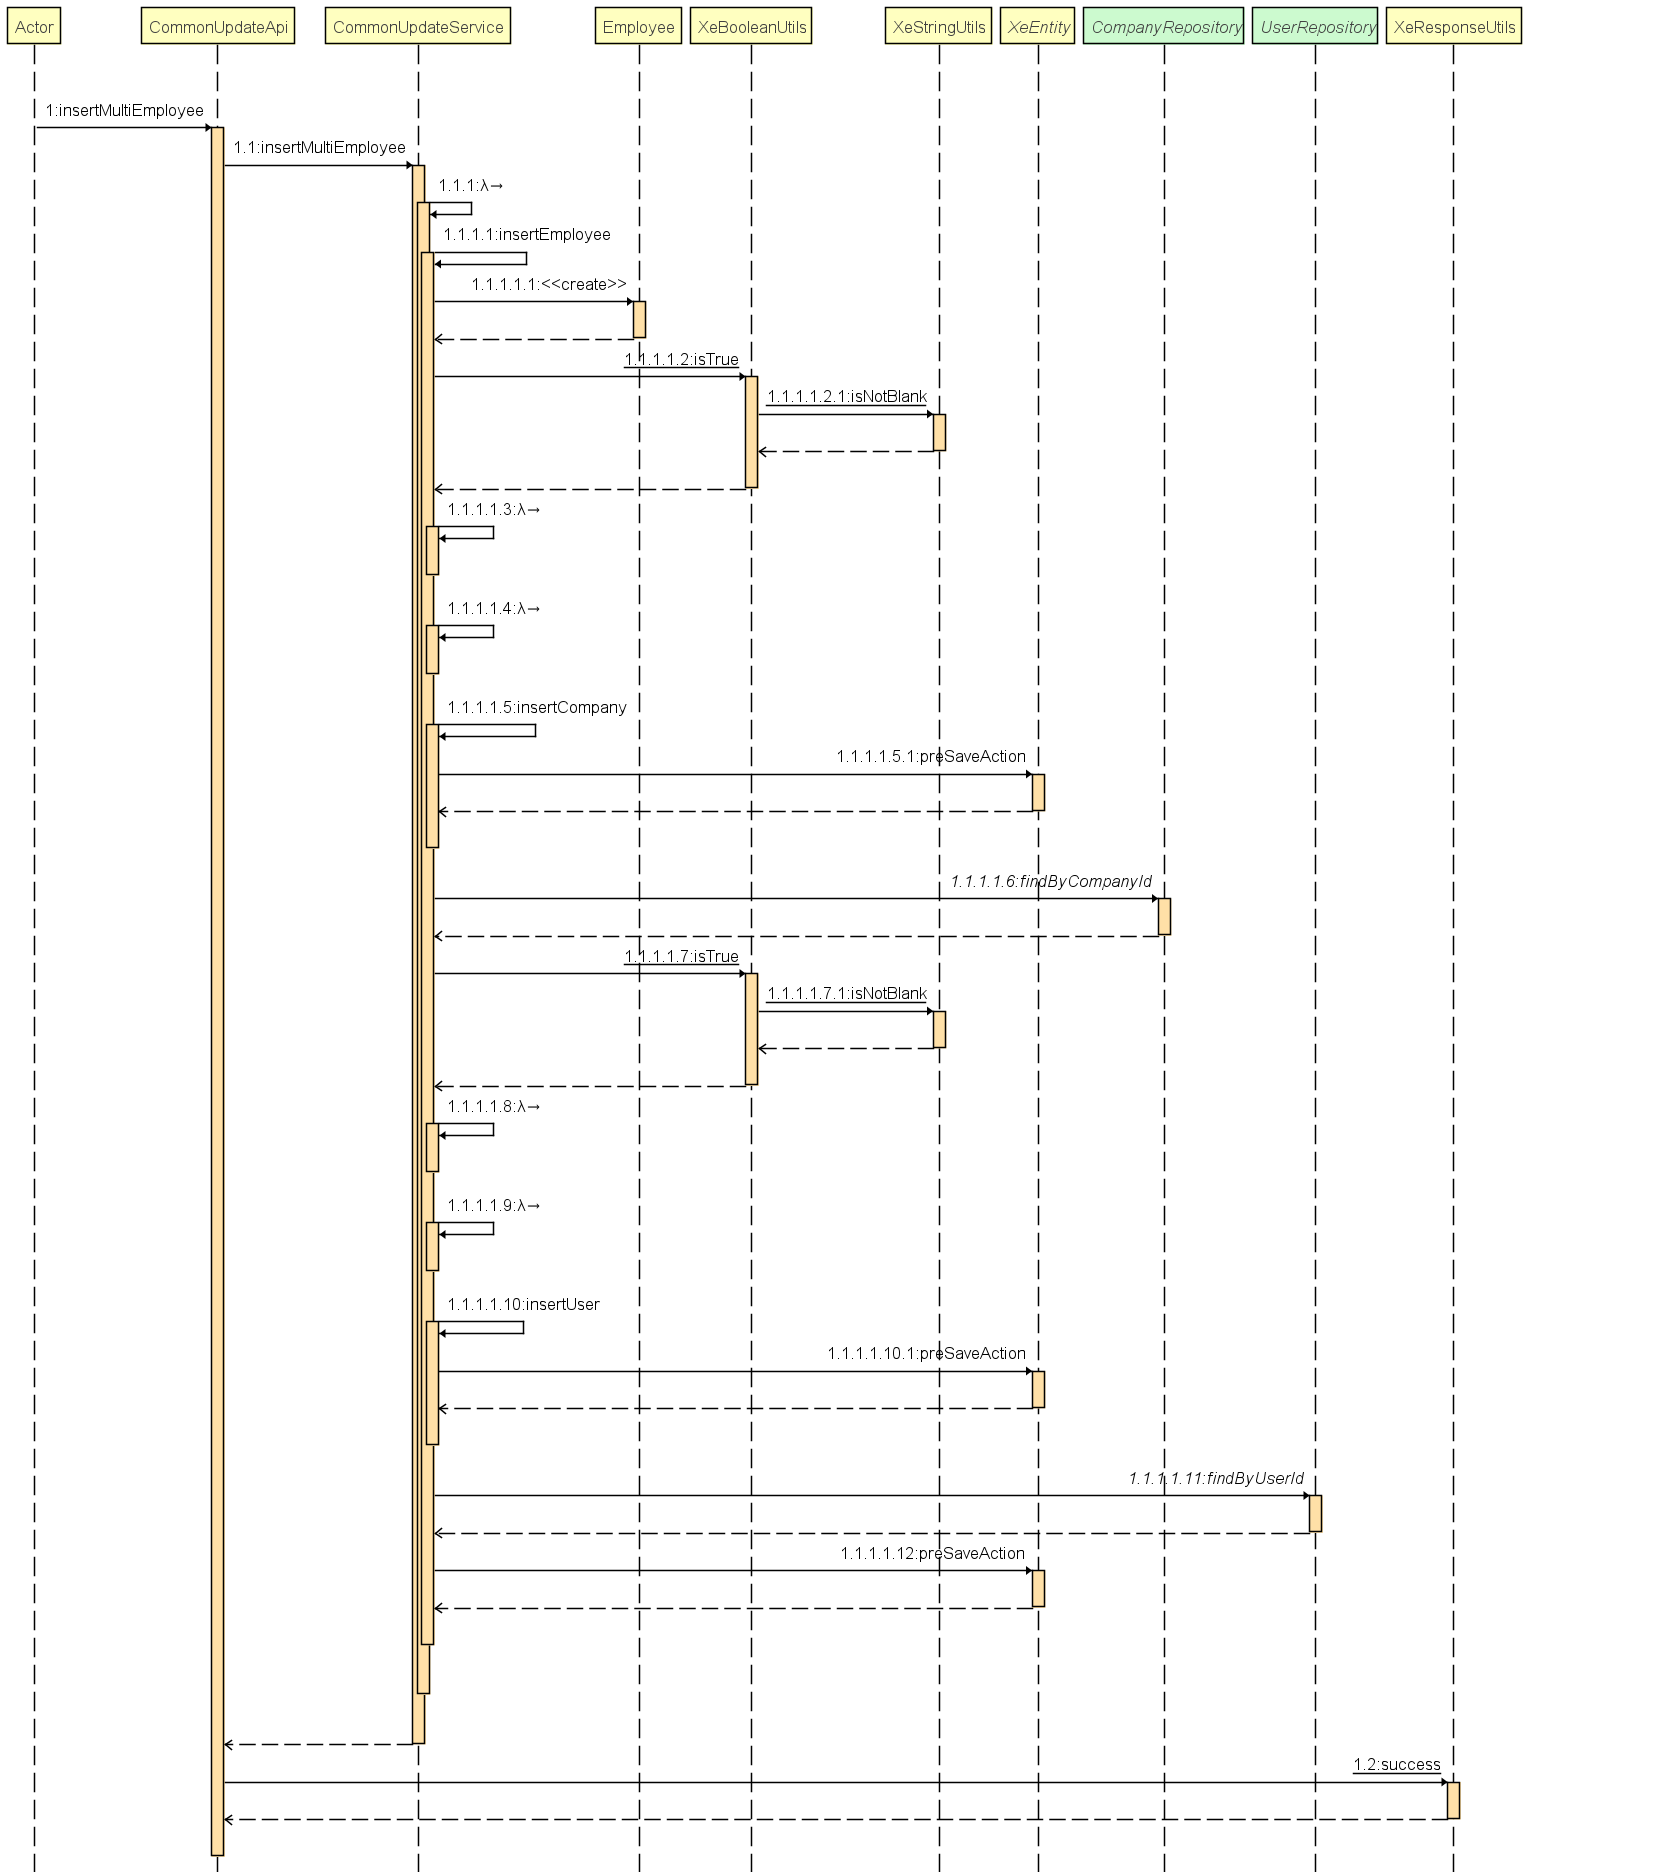 Actor
CommonUpdateApi
CommonUpdateService
Employee
XeBooleanUtils
XeStringUtils
XeEntity
CompanyRepository
UserRepository
XeResponseUtils
1:insertMultiEmployee
1.1:insertMultiEmployee
1.1.1:λ→
1.1.1.1:insertEmployee
1.1.1.1.1:<<create>>
1.1.1.1.2:isTrue
1.1.1.1.2.1:isNotBlank
1.1.1.1.3:λ→
1.1.1.1.4:λ→
1.1.1.1.5:insertCompany
1.1.1.1.5.1:preSaveAction
1.1.1.1.6:findByCompanyId
1.1.1.1.7:isTrue
1.1.1.1.7.1:isNotBlank
1.1.1.1.8:λ→
1.1.1.1.9:λ→
1.1.1.1.10:insertUser
1.1.1.1.10.1:preSaveAction
1.1.1.1.11:findByUserId
1.1.1.1.12:preSaveAction
1.2:success